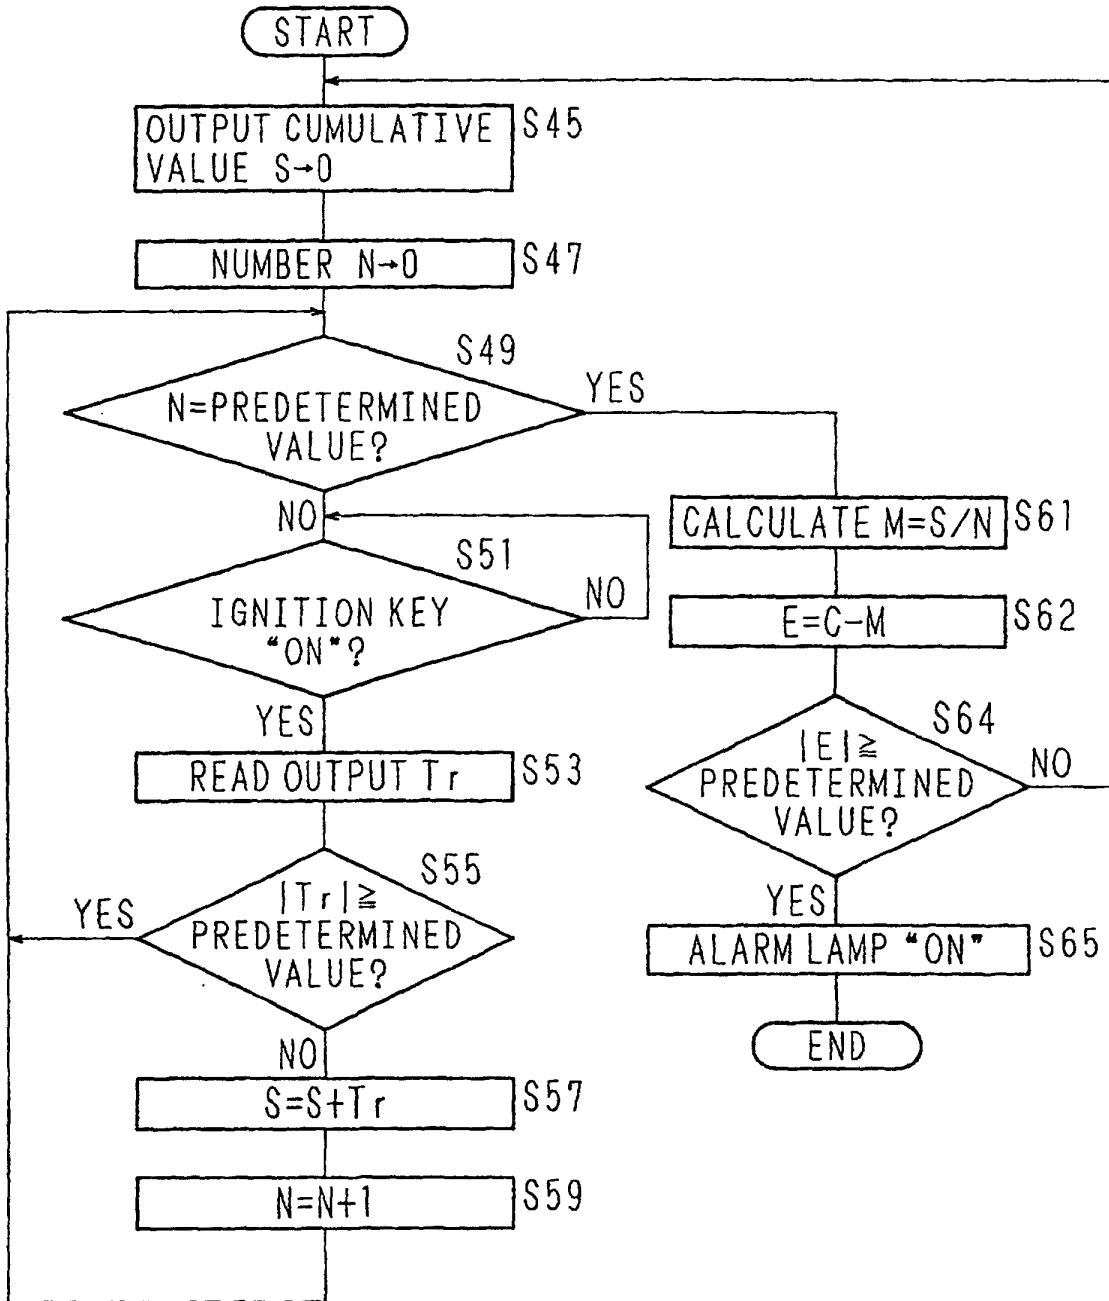 START
OUTPUT CUMULATIVE
VALUE S→0
S45
NUMBER N→0
S47
S49
N=PREDETERMINED
VALUE?
YES
NO
S51
IGNITION KEY
“ON”?
NO
YES
READ OUTPUT Tr
S53
S55
|Tr|≧
PREDETERMINED
VALUE?
YES
NO
S=S+Tr
S57
N=N+1
S59
CALCULATE M=S/N
S61
E=C-M
S62
S64
|E|≧
PREDETERMINED
VALUE?
NO
YES
ALARM LAMP “ON”
S65
END